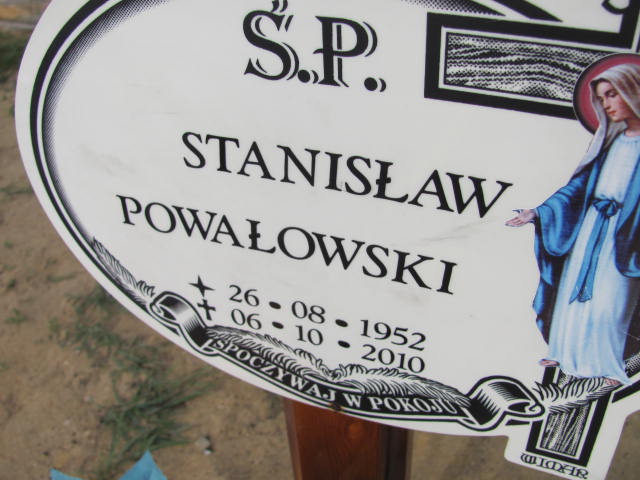 Ś.P.
STANISŁAW
POWAŁOWSKI
26 • 08 • 1952
06 • 10 • 2010
SPOCZYWAJ W POKOJU
WIMAR